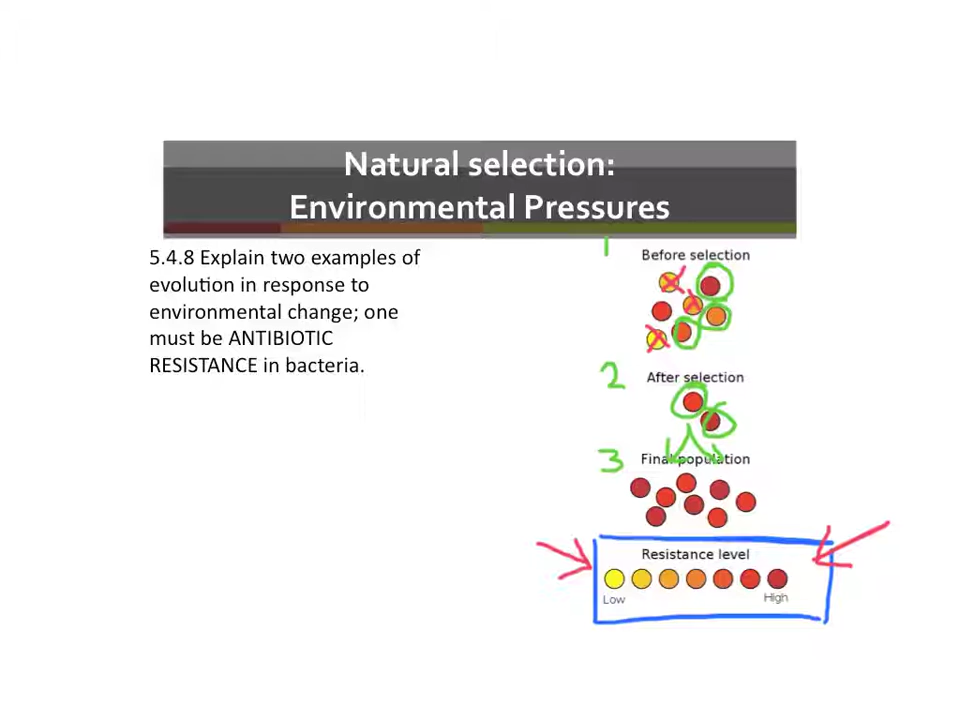 Natural selection:
Environmental Pressures
5.4.8 Explain two examples of
evolution in response to
environmental change; one
must be ANTIBIOTIC
RESISTANCE in bacteria.
1
Before selection
2
After selection
3
Final population
Resistance level
Low
High